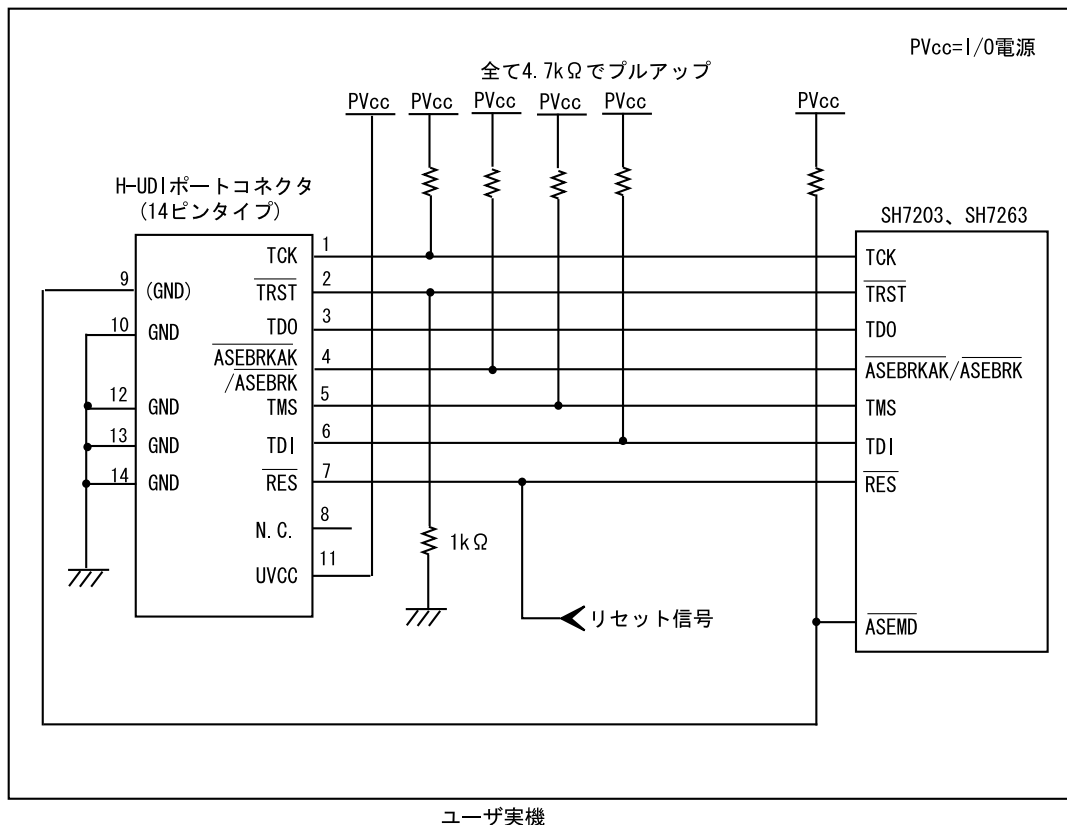 PVcc=I/O電源
全て4.7kΩでプルアップ
PVcc PVcc PVcc PVcc PVcc PVcc
H-UDIポートコネクタ
(14ピンタイプ)
SH7203、SH7263
TCK 1 TCK
9 (GND) TRST 2 TRST
10 GND TDO 3 TDO
ASEBRKAK 4 ASEBRKAK/ASEBRK
/ASEBRK
12 GND TMS 5 TMS
13 GND TDI 6 TDI
14 GND RES 7 RES
N.C. 8
1kΩ
UVCC 11
リセット信号
ASEMD
ユーザ実機